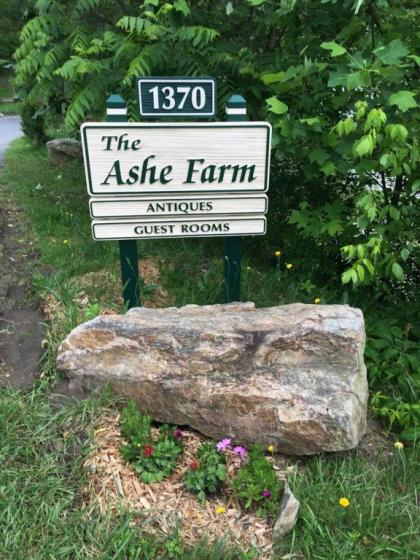 1370
The
Ashe Farm
ANTIQUES
GUEST ROOMS